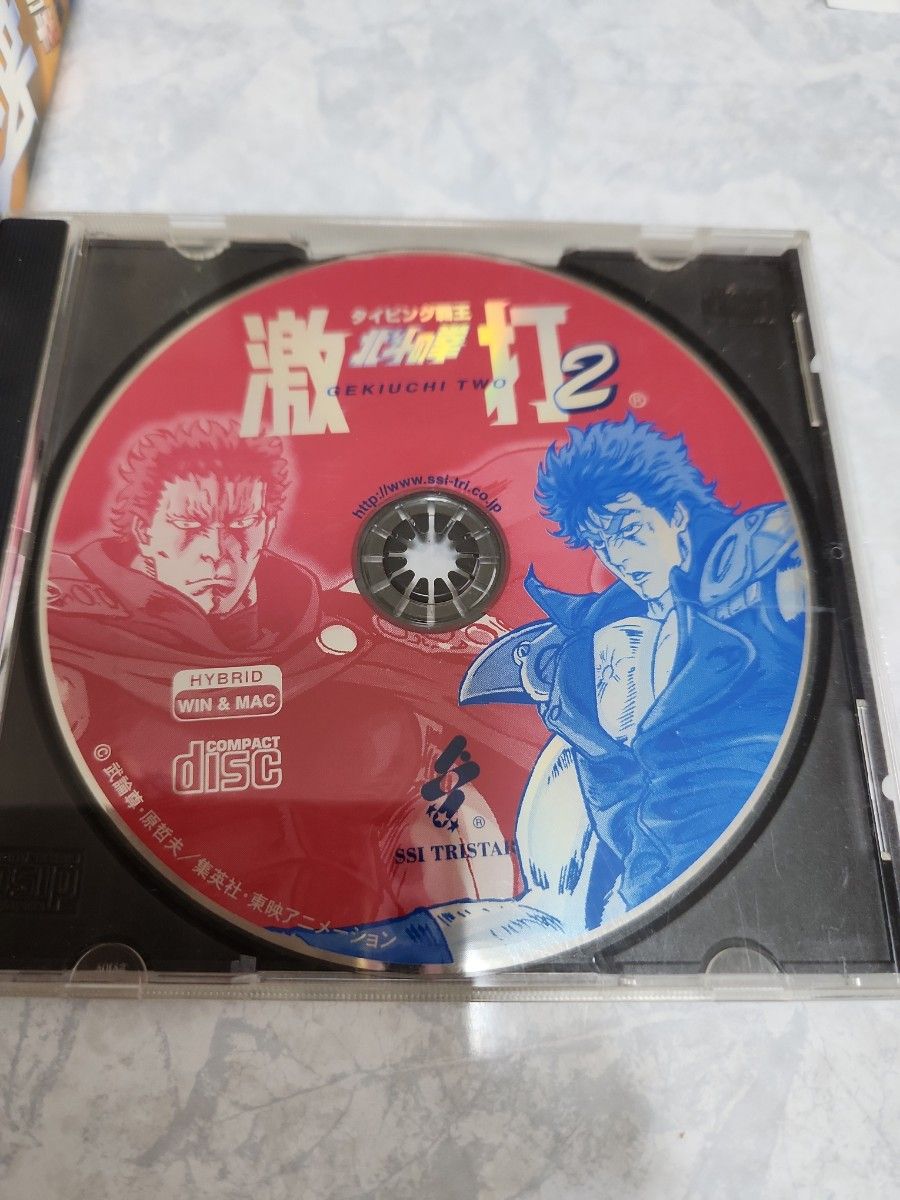 タイピング覇王
激 北斗の拳 打2
GEKIUCHI TWO
®
http://www.ssi-tri.co.jp
HYBRID
WIN & MAC
COMPACT
disc
®
SSI TRISTAR
© 武論尊・原哲夫/集英社・東映アニメーション